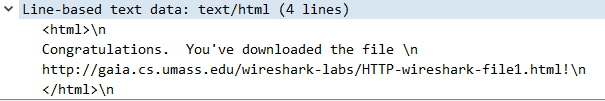 Line-based text data: text/html (4 lines)
<html>\n
Congratulations.  You've downloaded the file \n
http://gaia.cs.umass.edu/wireshark-labs/HTTP-wireshark-file1.html!\n
</html>\n